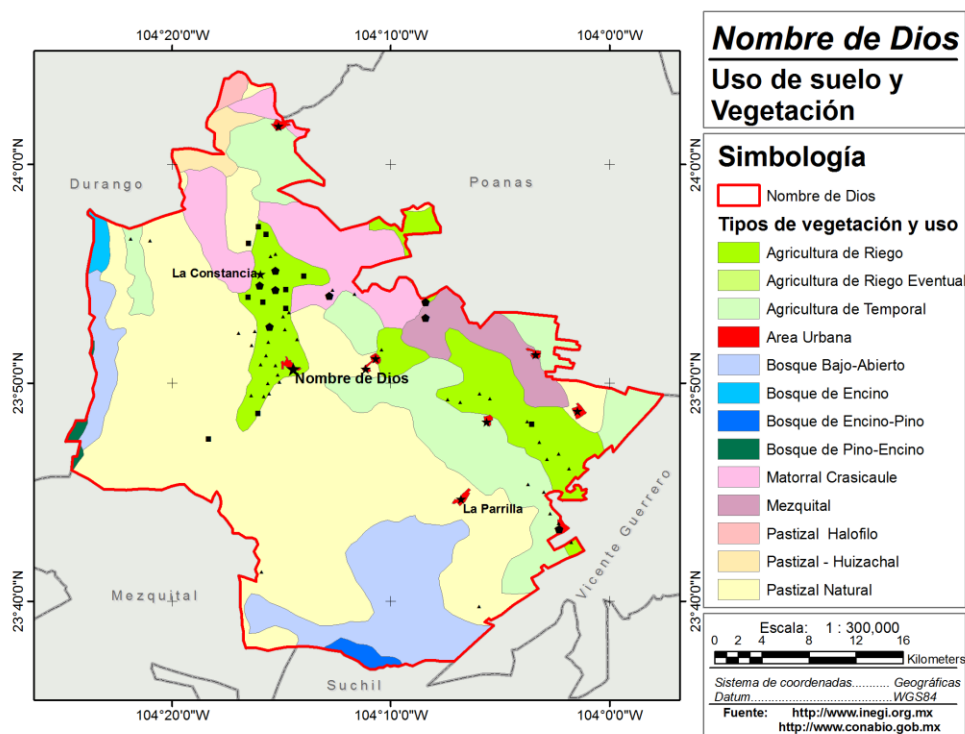 Nombre de Dios
Uso de suelo y
Vegetación
Simbología
Nombre de Dios
Tipos de vegetación y uso
Agricultura de Riego
Agricultura de Riego Eventual
Agricultura de Temporal
Area Urbana
Bosque Bajo-Abierto
Bosque de Encino
Bosque de Encino-Pino
Bosque de Pino-Encino
Matorral Crasicaule
Mezquital
Pastizal Halofilo
Pastizal - Huizachal
Pastizal Natural
Escala: 1 : 300,000
0 2 4 8 12 16
Kilometers
Sistema de coordenadas.......... Geográficas
Datum..............................WGS84
Fuente: http://www.inegi.org.mx
http://www.conabio.gob.mx
104°20'0"W 104°10'0"W 104°0'0"W
24°0'0"N 24°0'0"N
Durango
Poanas
La Constancia
23°50'0"N 23°50'0"N
Nombre de Dios
La Parrilla
Vicente Guerrero
Mezquital
23°40'0"N 23°40'0"N
Suchil
104°20'0"W 104°10'0"W 104°0'0"W